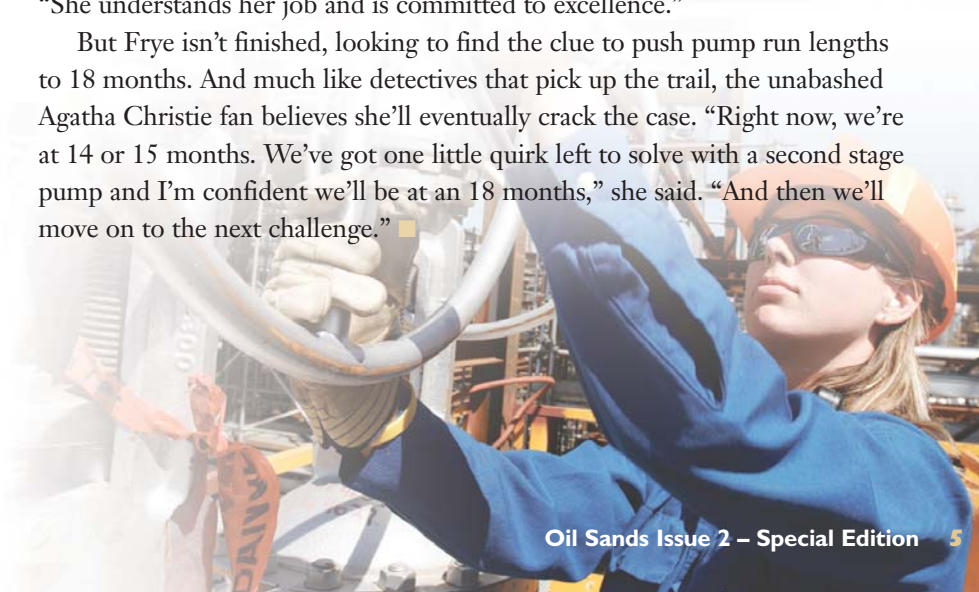 “She understands her job and is committed to excellence.”
But Frye isn’t finished, looking to find the clue to push pump run lengths
to 18 months. And much like detectives that pick up the trail, the unabashed
Agatha Christie fan believes she’ll eventually crack the case. “Right now, we’re
at 14 or 15 months. We’ve got one little quirk left to solve with a second stage
pump and I’m confident we’ll be at an 18 months,” she said. “And then we’ll
move on to the next challenge.”
Oil Sands Issue 2 – Special Edition 5